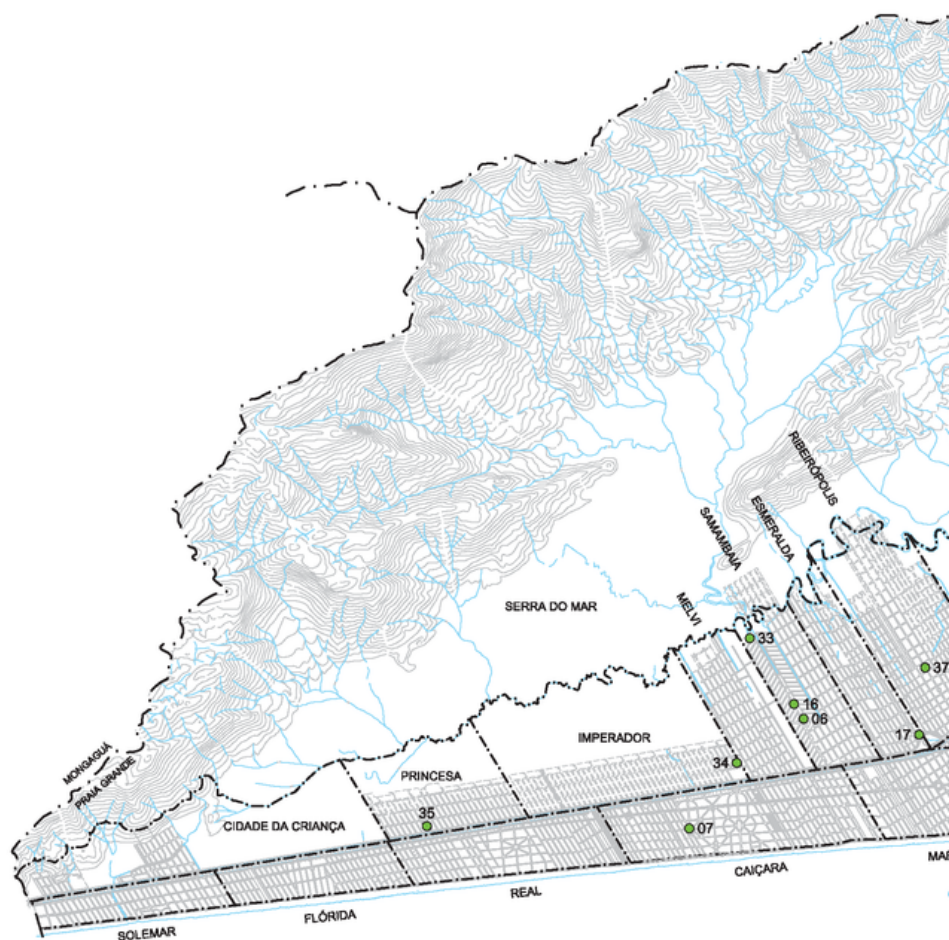 RIBEIRÓPOLIS
ESMERALDA
SAMAMBAIA
MELVI
SERRA DO MAR
33
37
16
06
17
IMPERADOR
34
MONGAGUÁ
PRAIA GRANDE
PRINCESA
35
CIDADE DA CRIANÇA
07
CAIÇARA
MAR
REAL
FLÓRIDA
SOLEMAR